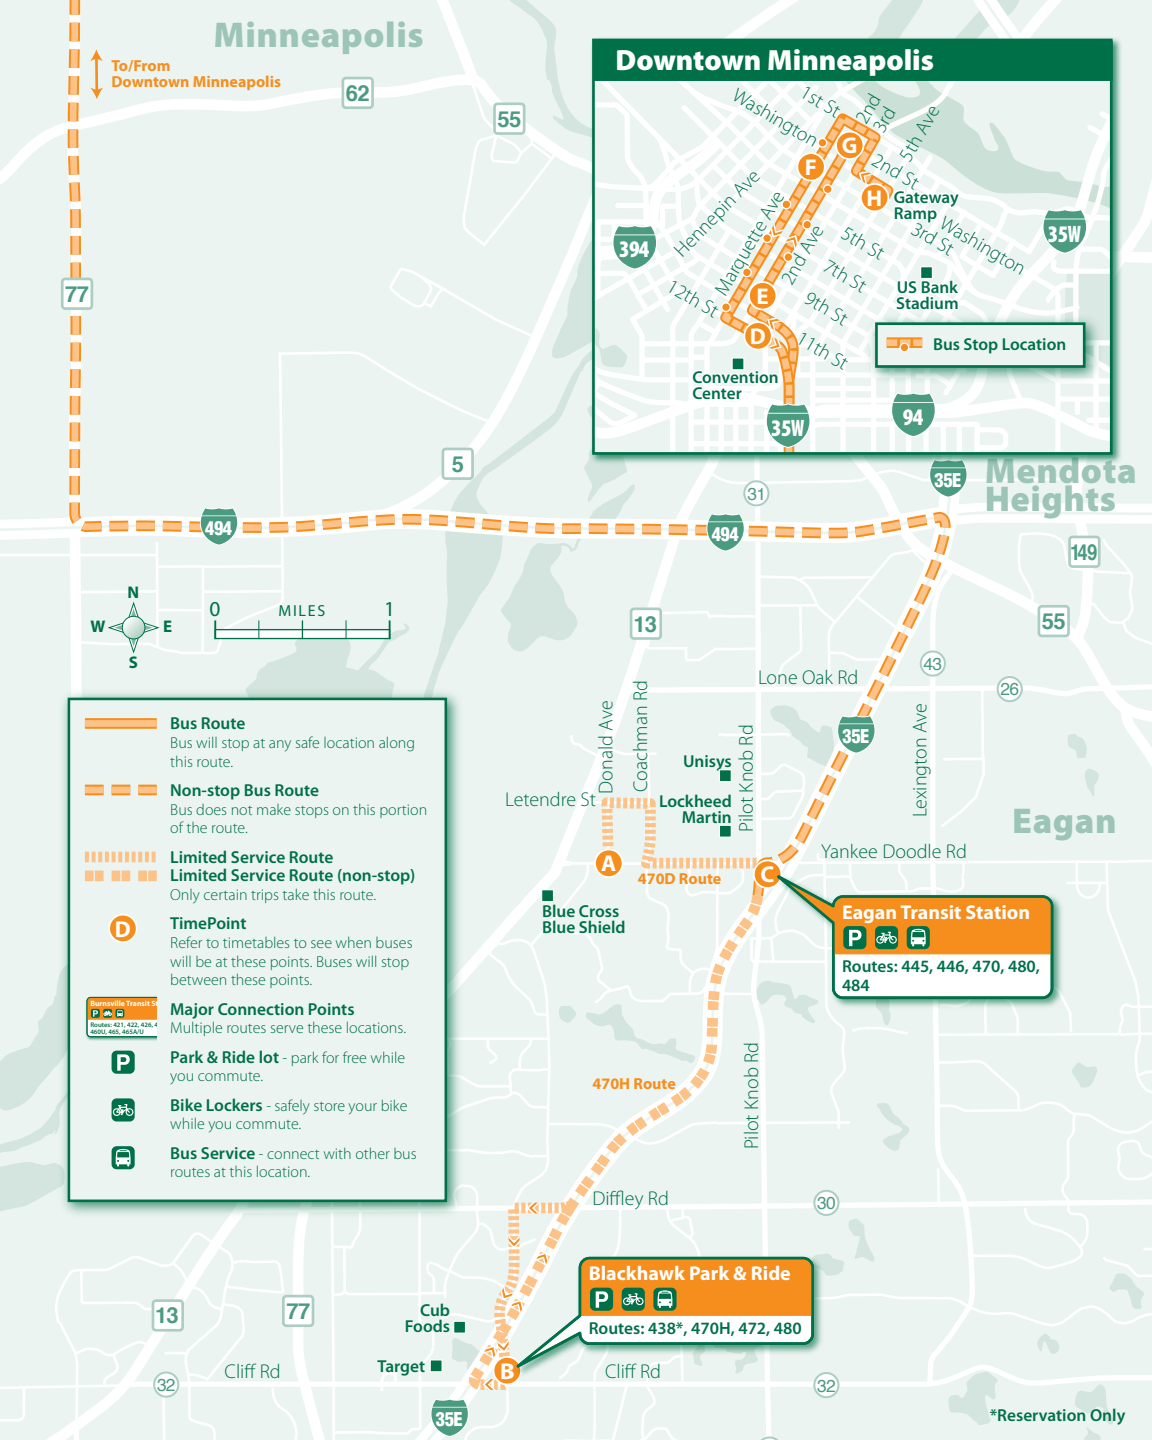 Minneapolis
To/From
Downtown Minneapolis
62
55
77
5
494
494
31
35E
Mendota
Heights
149
55
13
43
26
Downtown Minneapolis
1st St
2nd
3rd
5th Ave
Washington
2nd St
G
F
H
Gateway
Ramp
Hennepin Ave
Marquette Ave
2nd Ave
5th St
3rd St
Washington
7th St
9th St
11th St
12th St
394
35W
US Bank
Stadium
E
D
Convention
Center
Bus Stop Location
35W
94
N
W
E
S
0
MILES
1
Lone Oak Rd
35E
Donald Ave
Coachman Rd
Pilot Knob Rd
Lexington Ave
Unisys
Lockheed
Martin
Letendre St
Eagan
Yankee Doodle Rd
A
470D Route
C
Blue Cross
Blue Shield
Eagan Transit Station
P
Routes: 445, 446, 470, 480,
484
Bus Route
Bus will stop at any safe location along
this route.
Non-stop Bus Route
Bus does not make stops on this portion
of the route.
Limited Service Route
Limited Service Route (non-stop)
Only certain trips take this route.
D
TimePoint
Refer to timetables to see when buses
will be at these points. Buses will stop
between these points.
Burnsville Transit St
P
Routes: 421, 422, 426, 4
460U, 465, 465A/U
Major Connection Points
Multiple routes serve these locations.
P
Park & Ride lot - park for free while
you commute.
Bike Lockers - safely store your bike
while you commute.
Bus Service - connect with other bus
routes at this location.
470H Route
Pilot Knob Rd
Diffley Rd
30
Blackhawk Park & Ride
P
Routes: 438*, 470H, 472, 480
13
77
Cub
Foods
Target
B
Cliff Rd
Cliff Rd
32
32
35E
*Reservation Only